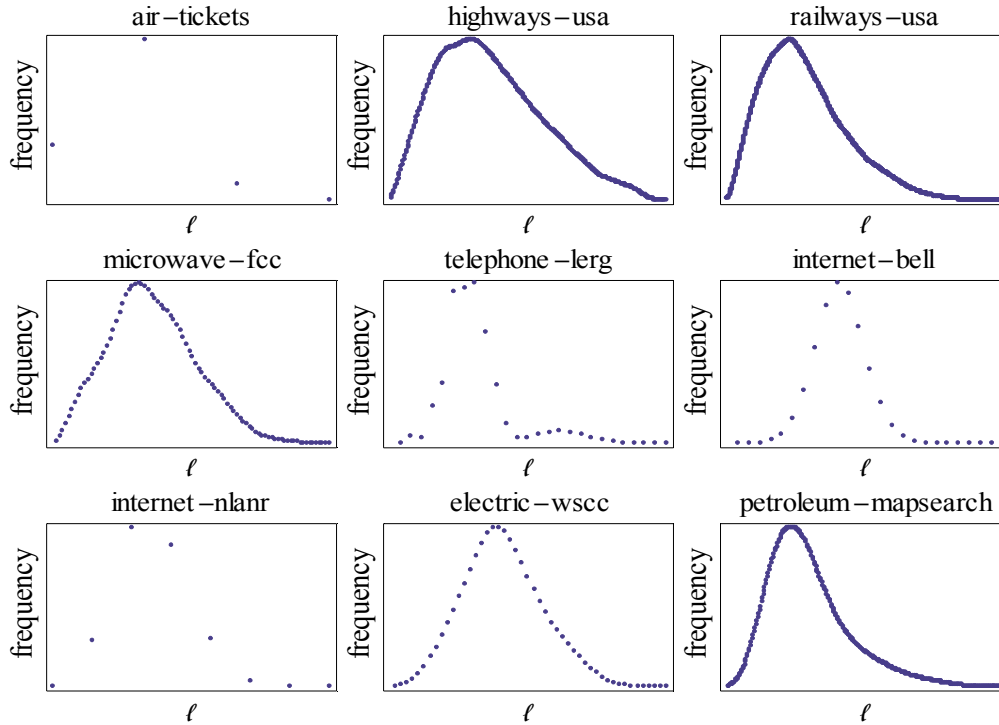 air-tickets
frequency
ℓ
highways-usa
frequency
ℓ
railways-usa
frequency
ℓ
microwave-fcc
frequency
ℓ
telephone-lerg
frequency
ℓ
internet-bell
frequency
ℓ
internet-nlanr
frequency
ℓ
electric-wscc
frequency
ℓ
petroleum-mapsearch
frequency
ℓ